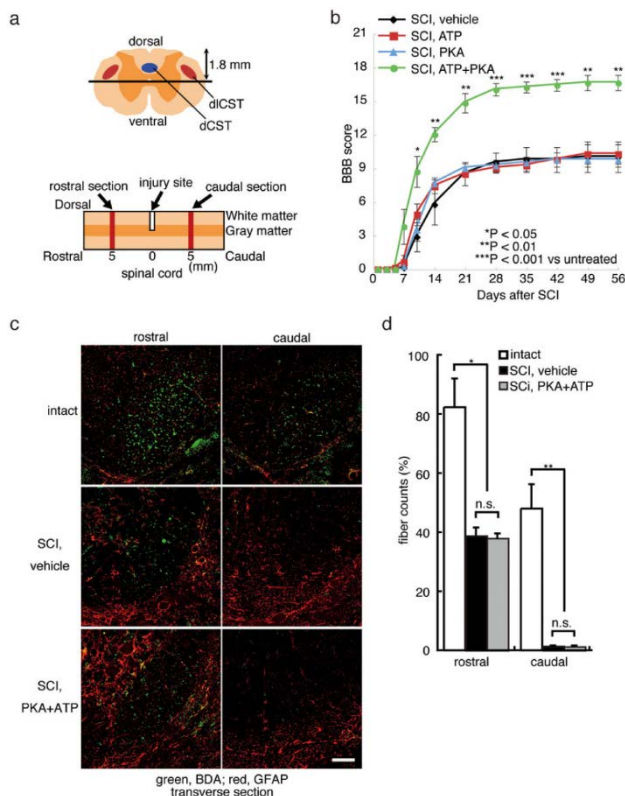 a
dorsal
1.8 mm
dlCST
ventral
dCST
rostral section
injury site
caudal section
Dorsal
White matter
Gray matter
Rostral 5 0 5 Caudal
(mm)
spinal cord
b
SCI, vehicle
SCI, ATP
SCI, PKA
SCI, ATP+PKA
BBB score
21
18
15
12
9
6
3
0
* ** ** *** *** *** ** **
*P < 0.05
**P < 0.01
***P < 0.001 vs untreated
0 7 14 21 28 35 42 49 56
Days after SCI
c
rostral caudal
intact
SCI,
vehicle
SCI,
PKA+ATP
green, BDA; red, GFAP
transverse section
d
intact
SCI, vehicle
SCi, PKA+ATP
fiber counts (%)
100
80
60
40
20
0
*
n.s.
**
n.s.
rostral caudal